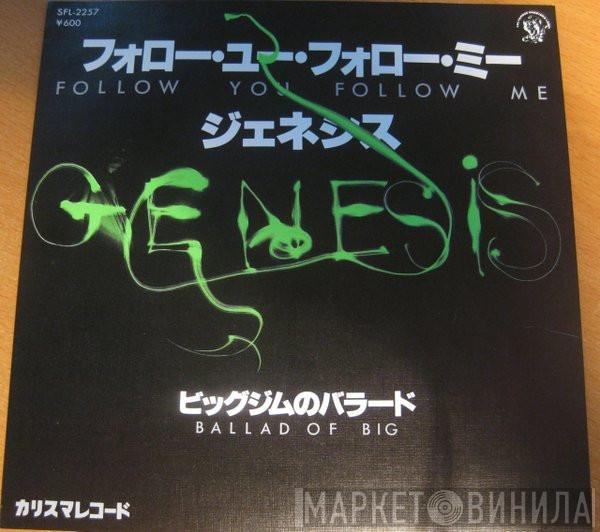 SFL-2257
¥600
フォロー・ユー・フォロー・ミー
FOLLOW YOU FOLLOW ME
ジェネシス
GENESIS
ビッグジムのバラード
BALLAD OF BIG
カリスマレコード
МАРКЕТ ВИНИЛА